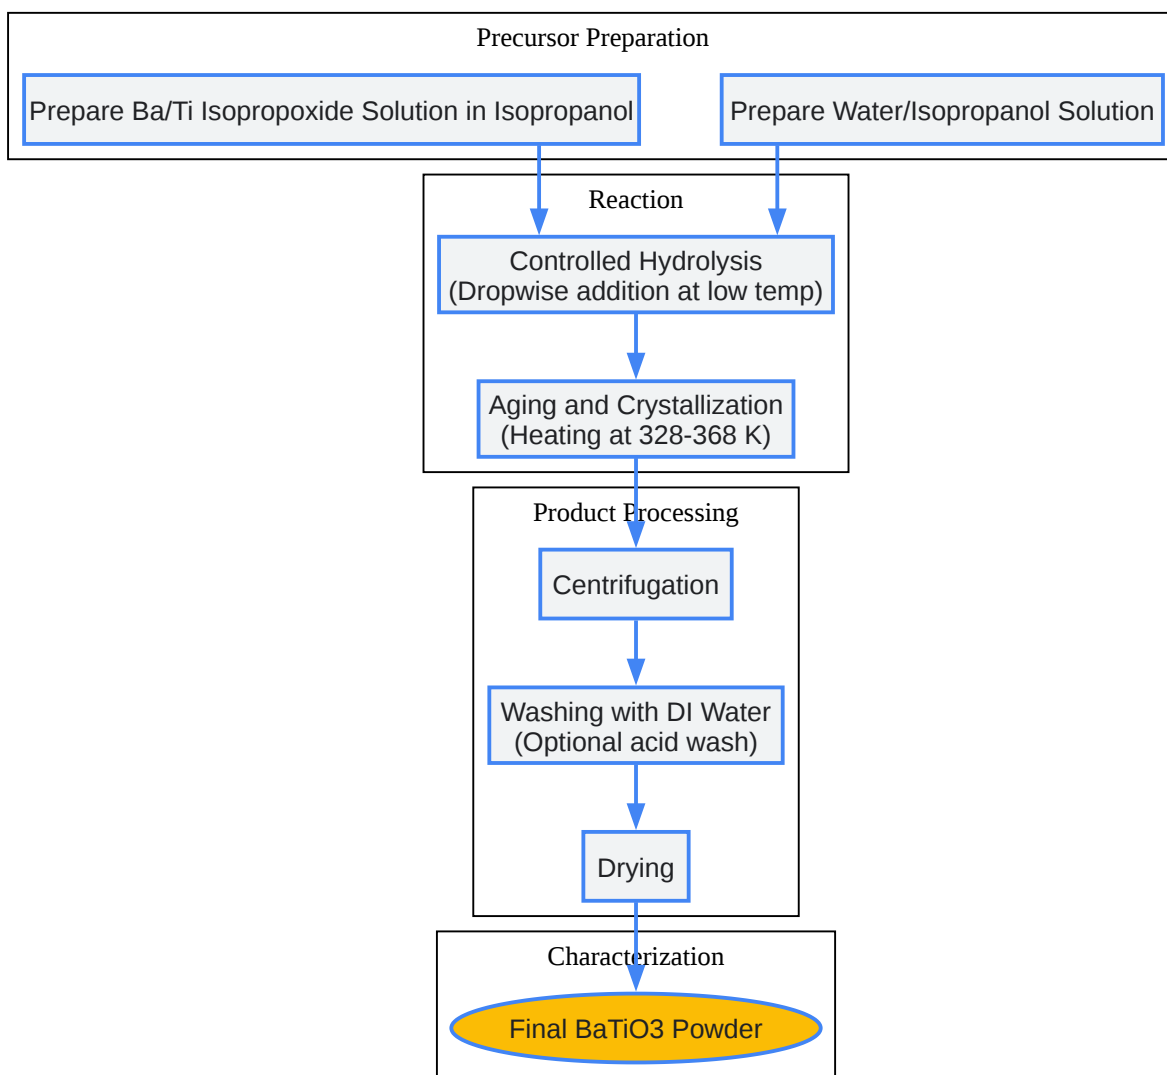 Precursor Preparation
Prepare Ba/Ti Isopropoxide Solution in Isopropanol
Prepare Water/Isopropanol Solution
Reaction
Controlled Hydrolysis
(Dropwise addition at low temp)
Aging and Crystallization
(Heating at 328-368 K)
Product Processing
Centrifugation
Washing with DI Water
(Optional acid wash)
Drying
Characterization
Final BaTiO3 Powder